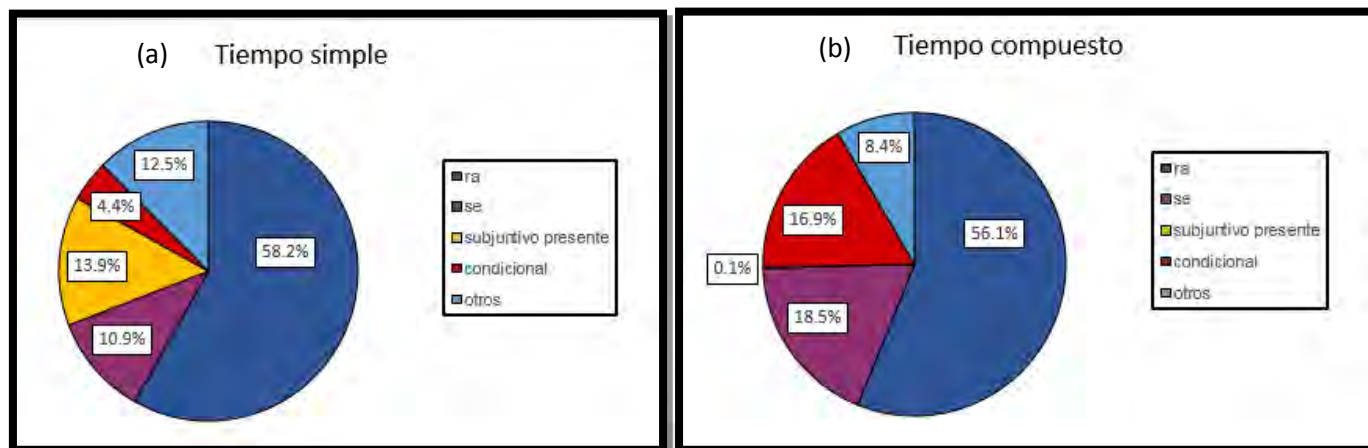 (a) Tiempo simple
12.5%
4.4%
13.9%
10.9%
58.2%
ra
se
subjuntivo presente
condicional
otros
(b) Tiempo compuesto
8.4%
16.9%
0.1%
18.5%
56.1%
ra
se
subjuntivo presente
condicional
otros